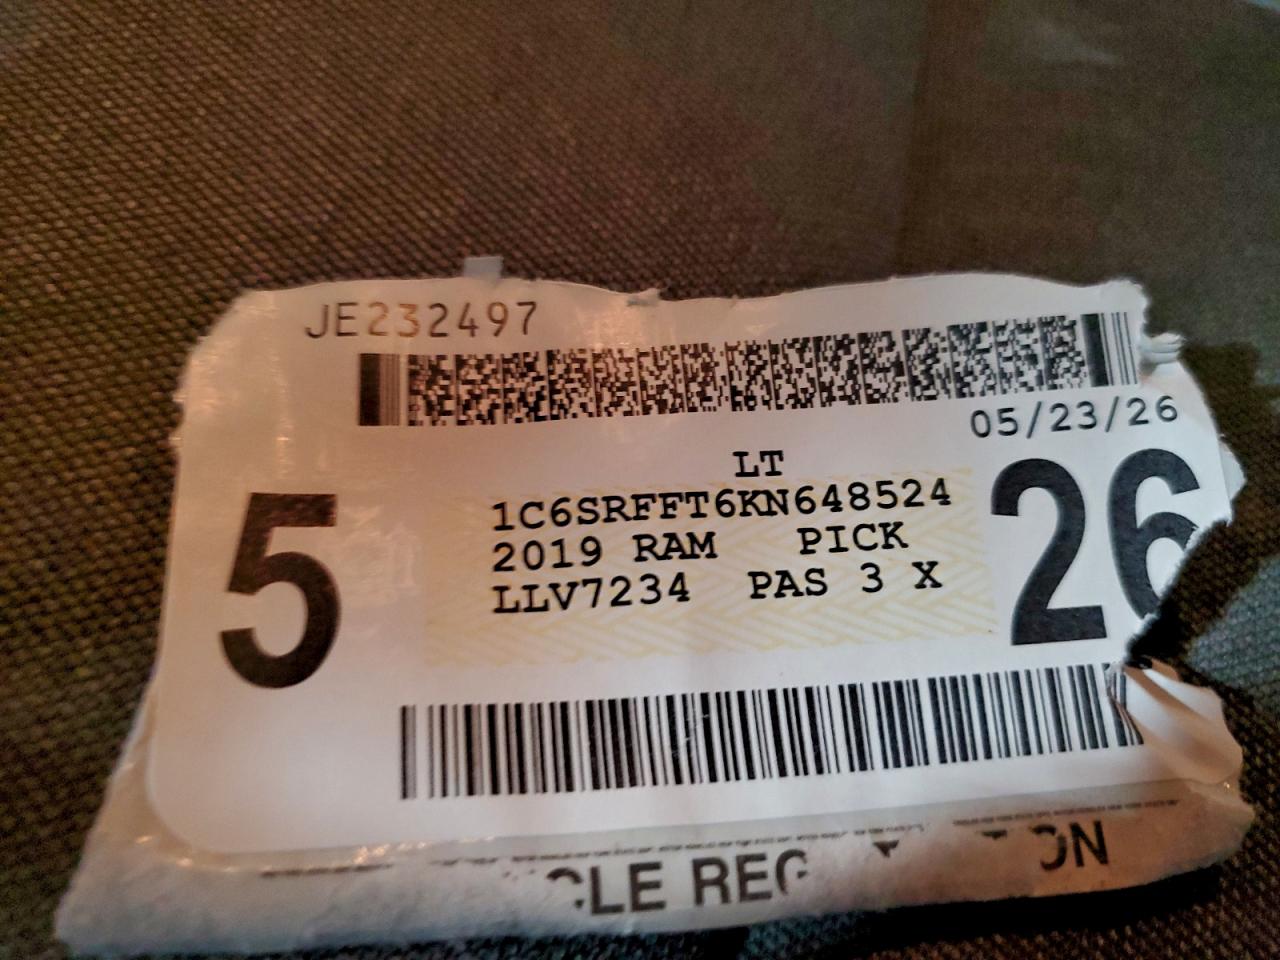 JE232497
05/23/26
LT
5
1C6SRFFT6KN648524
26
2019 RAM PICK
LLV7234 PAS 3 X